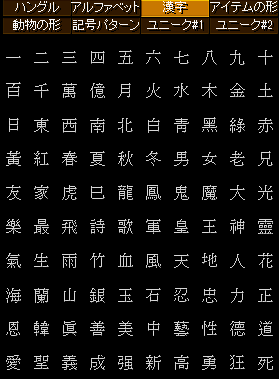 ハングル アルファベット 漢字 アイテムの形
動物の形 記号パターン ユニーク#1 ユニーク#2
一 二 三 四 五 六 七 八 九 十
百 千 萬 億 月 火 水 木 金 土
日 東 西 南 北 白 靑 黑 綠 赤
黃 紅 春 夏 秋 冬 男 女 老 兄
友 家 虎 巳 龍 鳳 鬼 魔 大 光
樂 最 飛 詩 歌 軍 皇 王 神 靈
氣 生 雨 竹 血 風 天 地 人 花
海 蘭 山 銀 玉 石 忍 忠 力 正
恩 韓 眞 善 美 中 藝 性 德 道
愛 聖 義 成 强 新 高 勇 狂 死